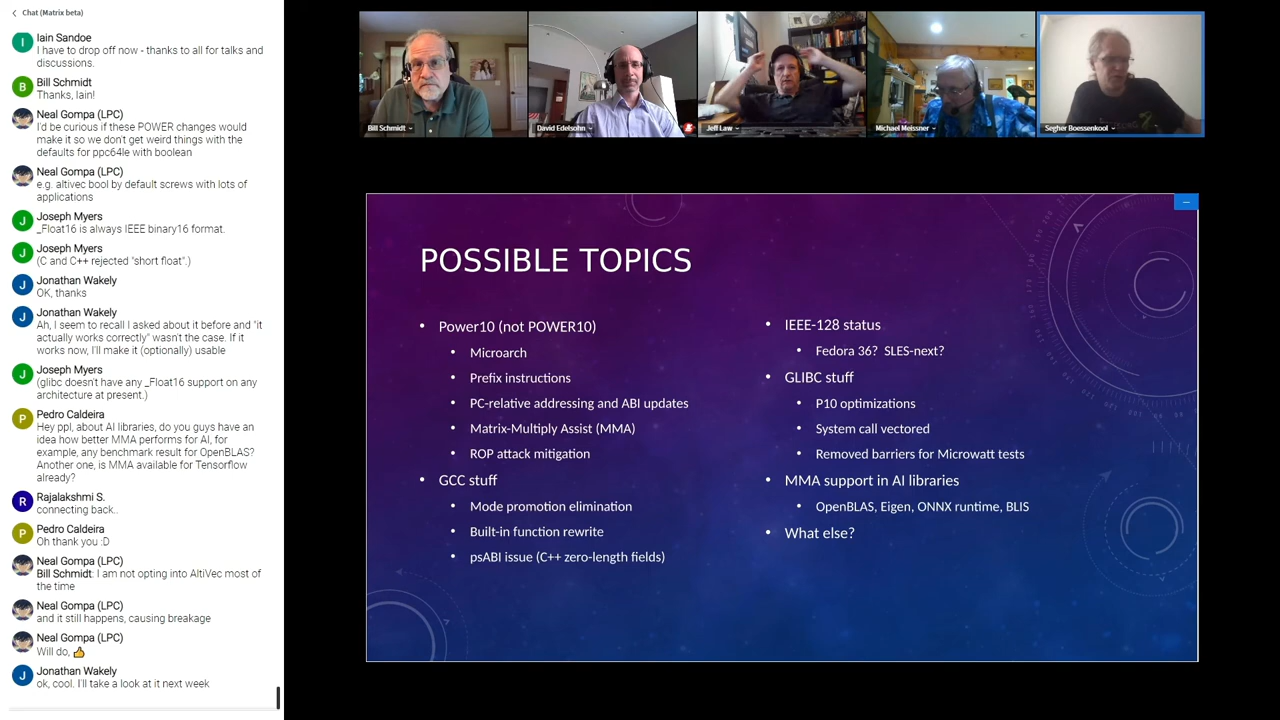 Chat (Matrix beta)
I
Iain Sandoe
I have to drop off now - thanks to all for talks and
discussions.
B
Bill Schmidt
Thanks, Iain!
Neal Gompa (LPC)
I'd be curious if these POWER changes would
make it so we don't get weird things with the
defaults for ppc64le with boolean
Neal Gompa (LPC)
e.g. altivec bool by default screws with lots of
applications
J
Joseph Myers
_Float16 is always IEEE binary16 format.
J
Joseph Myers
(C and C++ rejected "short float".)
J
Jonathan Wakely
OK, thanks
J
Jonathan Wakely
Ah, I seem to recall I asked about it before and "it
actually works correctly" wasn't the case. If it
works now, I'll make it (optionally) usable
J
Joseph Myers
(glibc doesn't have any _Float16 support on any
architecture at present.)
P
Pedro Caldeira
Hey ppl, about AI libraries, do you guys have an
idea how better MMA performs for AI, for
example, any benchmark result for OpenBLAS?
Another one, is MMA available for Tensorflow
already?
R
Rajalakshmi S.
connecting back..
P
Pedro Caldeira
Oh thank you :D
Neal Gompa (LPC)
Bill Schmidt: I am not opting into AltiVec most of
the time
Neal Gompa (LPC)
and it still happens, causing breakage
Neal Gompa (LPC)
Will do, 👍
J
Jonathan Wakely
ok, cool. I'll take a look at it next week
Bill Schmidt
David Edelsohn
Jeff Law
Michael Meissner
Segher Boessenkool
POSSIBLE TOPICS
• Power10 (not POWER10)
• Microarch
• Prefix instructions
• PC-relative addressing and ABI updates
• Matrix-Multiply Assist (MMA)
• ROP attack mitigation
• GCC stuff
• Mode promotion elimination
• Built-in function rewrite
• psABI issue (C++ zero-length fields)
• IEEE-128 status
• Fedora 36? SLES-next?
• GLIBC stuff
• P10 optimizations
• System call vectored
• Removed barriers for Microwatt tests
• MMA support in AI libraries
• OpenBLAS, Eigen, ONNX runtime, BLIS
• What else?